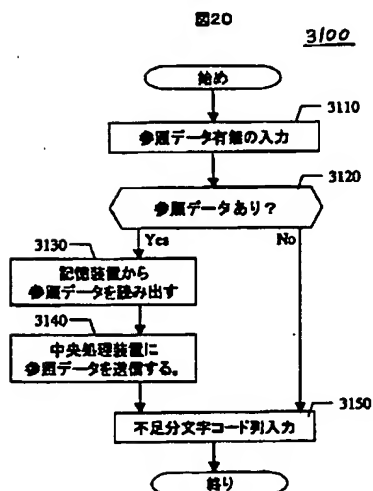 図20
3100
始め
3110
参照データ有無の入力
3120
参照データあり？
Yes
No
3130
記憶装置から
参照データを読み出す
3140
中央処理装置に
参照データを送信する。
3150
不足分文字コード列入力
終り